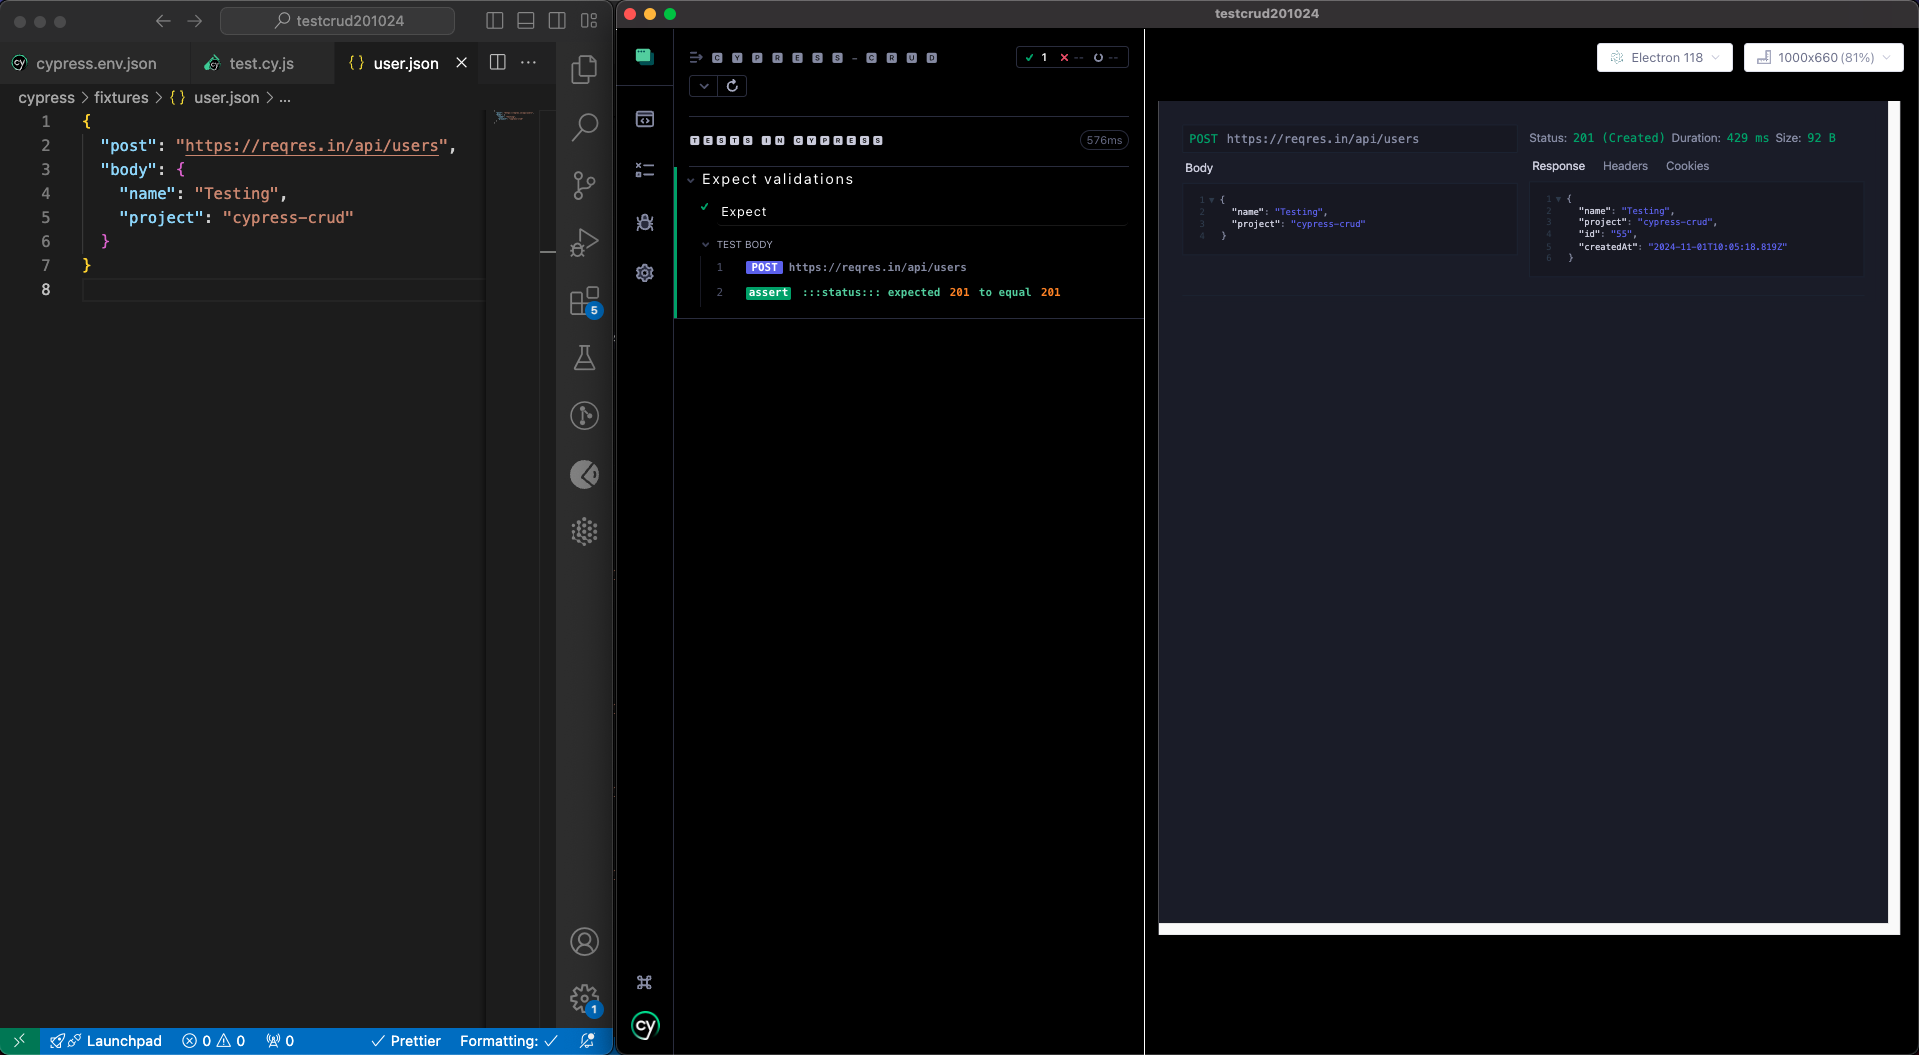 testcrud201024
cypress.env.json
test.cy.js
{} user.json
cypress > fixtures > {} user.json > ...
1 {
2 "post": "https://reqres.in/api/users",
3 "body": {
4 "name": "Testing",
5 "project": "cypress-crud"
6 }
7 }
8
5
1
Launchpad
0 0
0
Prettier
Formatting:
testcrud201024
CYPRESS-CRUD
1 -- --
TESTS IN CYPRESS
576ms
Expect validations
Expect
TEST BODY
1 POST https://reqres.in/api/users
2 assert :::status::: expected 201 to equal 201
cy
Electron 118
1000x660 (81%)
POST https://reqres.in/api/users
Body
1 {
2 "name": "Testing",
3 "project": "cypress-crud"
4 }
Status: 201 (Created) Duration: 429 ms Size: 92 B
Response Headers Cookies
1 {
2 "name": "Testing",
3 "project": "cypress-crud",
4 "id": "55",
5 "createdAt": "2024-11-01T10:05:18.819Z"
6 }